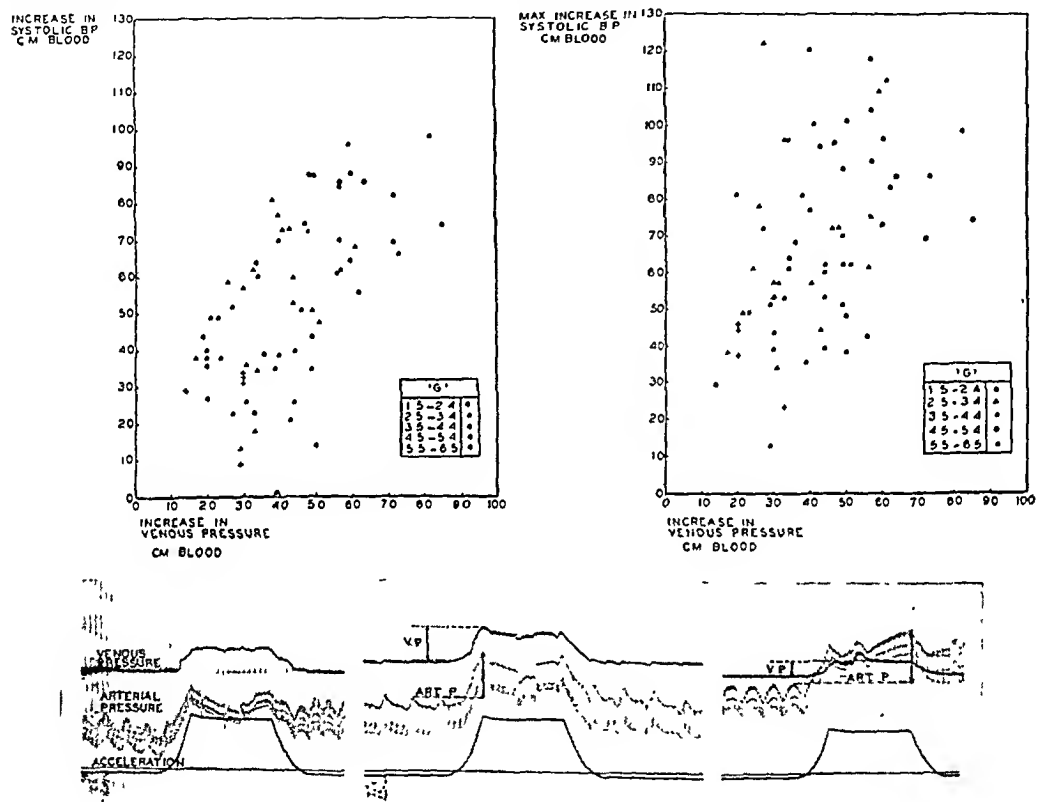 INCREASE IN
SYSTOLIC BP
CM BLOOD
130
120
110
100
90
80
70
60
50
40
30
20
10
0
10 20 30 40 50 60 70 80 90 100
INCREASE IN
VENOUS PRESSURE
CM BLOOD
'G'
1 5-2 4
2 5-3 4
3 5-4 4
4 5-5 4
5 5-6 5
MAX INCREASE IN
SYSTOLIC B P
CM BLOOD
130
120
110
100
90
80
70
60
50
40
30
20
10
0
10 20 30 40 50 60 70 80 90 100
INCREASE IN
VENOUS PRESSURE
CM BLOOD
'G'
1 5-2 4
2 5-3 4
3 5-4 4
4 5-5 4
5 5-6 5
VENOUS
PRESSURE
ARTERIAL
PRESSURE
ACCELERATION
V.P
ART P
V P
ART P